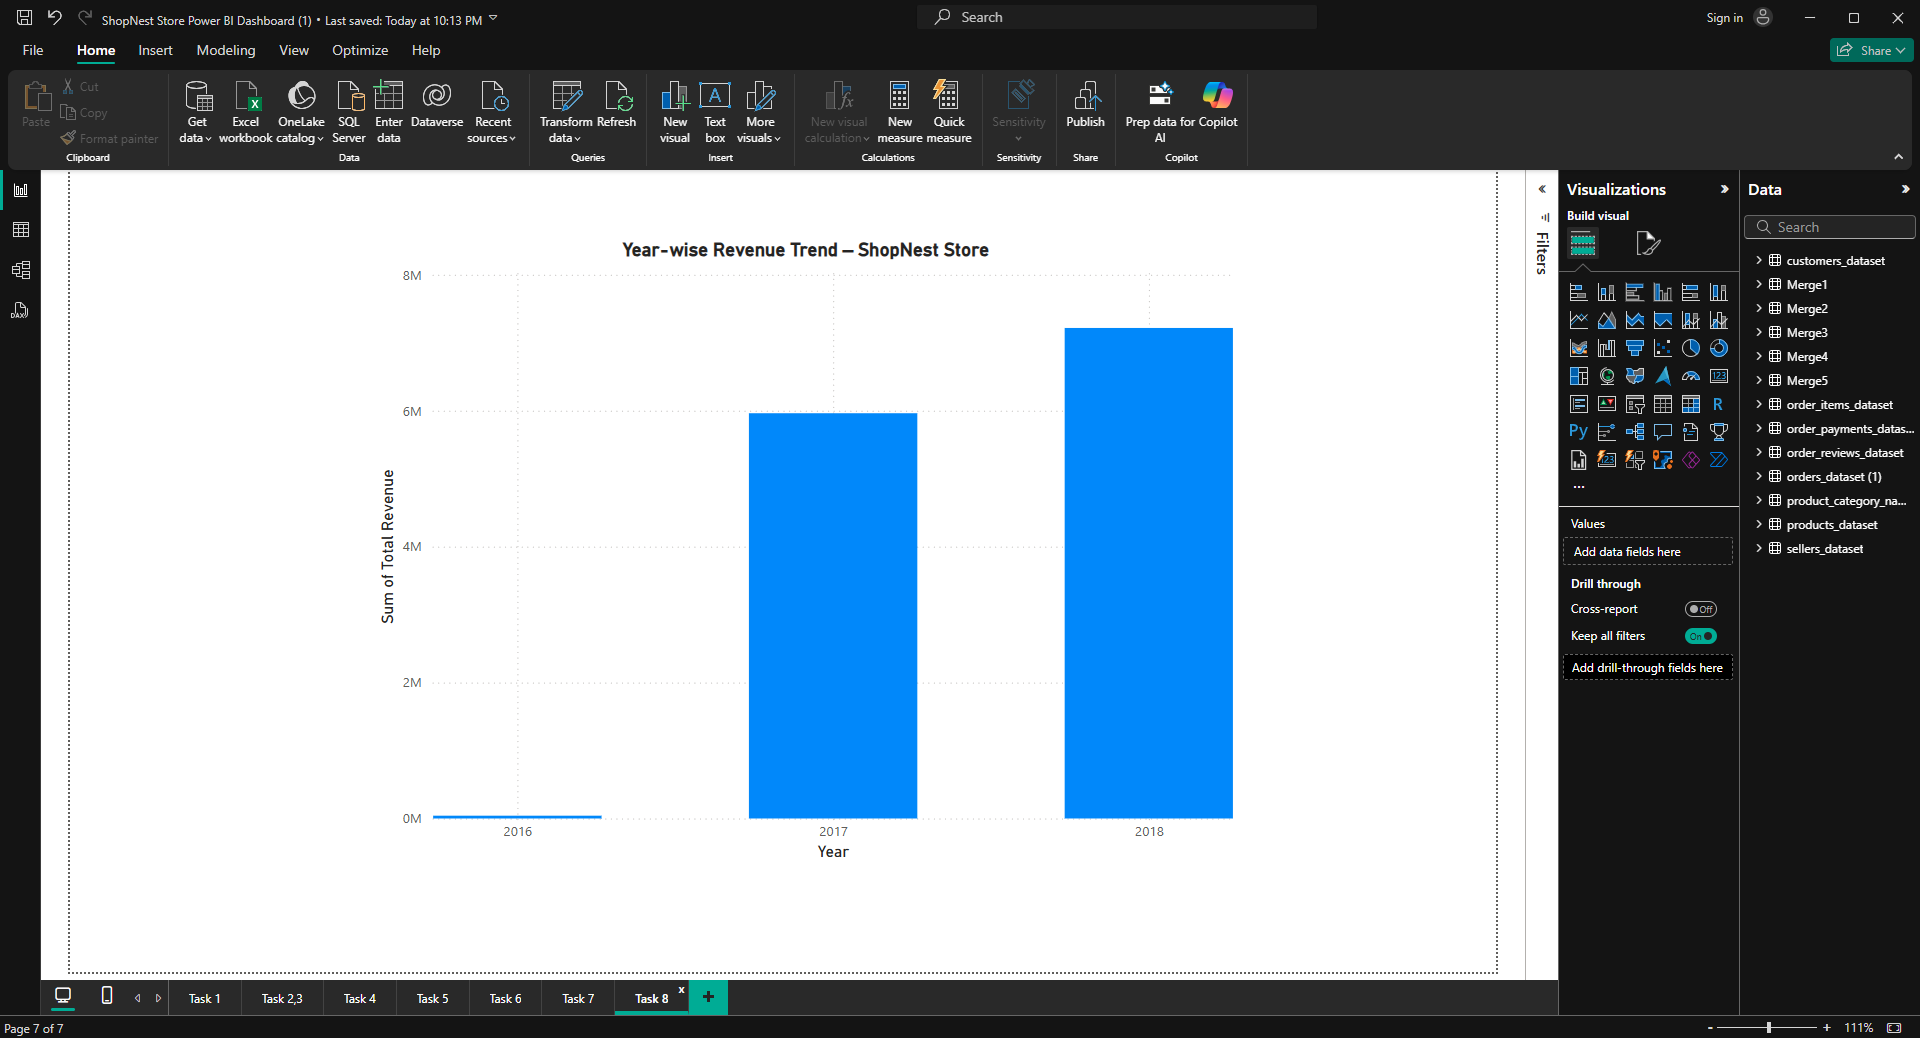 ShopNest Store Power BI Dashboard (1) • Last saved: Today at 10:13 PM
Search
Sign in
File
Home
Insert
Modeling
View
Optimize
Help
Share
Paste
Cut
Copy
Format painter
Clipboard
Get data
Excel workbook
OneLake catalog
SQL Server
Enter data
Dataverse
Recent sources
Data
Transform data
Refresh
Queries
New visual
Text box
More visuals
Insert
New visual calculation
New measure
Quick measure
Calculations
Sensitivity
Sensitivity
Publish
Share
Prep data for AI
Copilot
Copilot
Year-wise Revenue Trend – ShopNest Store
8M
6M
4M
2M
0M
Sum of Total Revenue
2016
2017
2018
Year
Filters
Visualizations
Build visual
123
R
Py
123
...
Values
Add data fields here
Drill through
Cross-report
Off
Keep all filters
On
Add drill-through fields here
Data
Search
customers_dataset
Merge1
Merge2
Merge3
Merge4
Merge5
order_items_dataset
order_payments_datas...
order_reviews_dataset
orders_dataset (1)
product_category_na...
products_dataset
sellers_dataset
DAX
Task 1
Task 2,3
Task 4
Task 5
Task 6
Task 7
Task 8
x
+
Page 7 of 7
-
+
111%